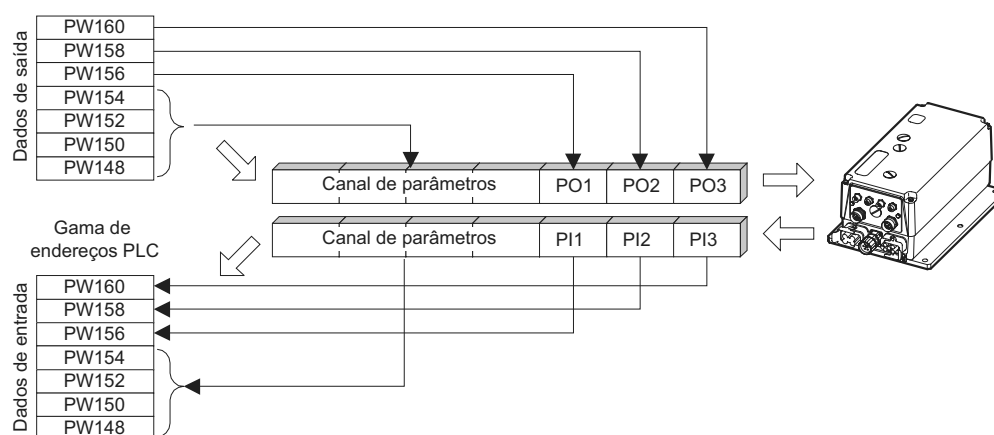 Dados de saída
PW160
PW158
PW156
PW154
PW152
PW150
PW148
Canal de parâmetros PO1 PO2 PO3
Canal de parâmetros PI1 PI2 PI3
Gama de
endereços PLC
Dados de entrada
PW160
PW158
PW156
PW154
PW152
PW150
PW148